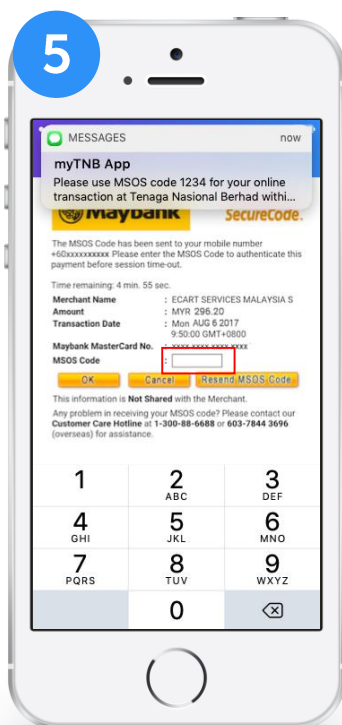 5
MESSAGES now
myTNB App
Please use MSOS code 1234 for your online
transaction at Tenaga Nasional Berhad withi...
Maybank SecureCode.
The MSOS Code has been sent to your mobile number
+60xxxxxxxxxx Please enter the MSOS Code to authenticate this
payment before session time-out.
Time remaining: 4 min. 55 sec.
Merchant Name : ECART SERVICES MALAYSIA S
Amount : MYR 296.20
Transaction Date : Mon AUG 6 2017
9:50:00 GMT+0800
Maybank MasterCard No. : xxxx xxxx xxxx xxxx
MSOS Code :
OK Cancel Resend MSOS Code
This information is Not Shared with the Merchant.
Any problem in receiving your MSOS code? Please contact our
Customer Care Hotline at 1-300-88-6688 or 603-7844 3696
(overseas) for assistance.
1 2 3
ABC DEF
4 5 6
GHI JKL MNO
7 8 9
PQRS TUV WXYZ
0